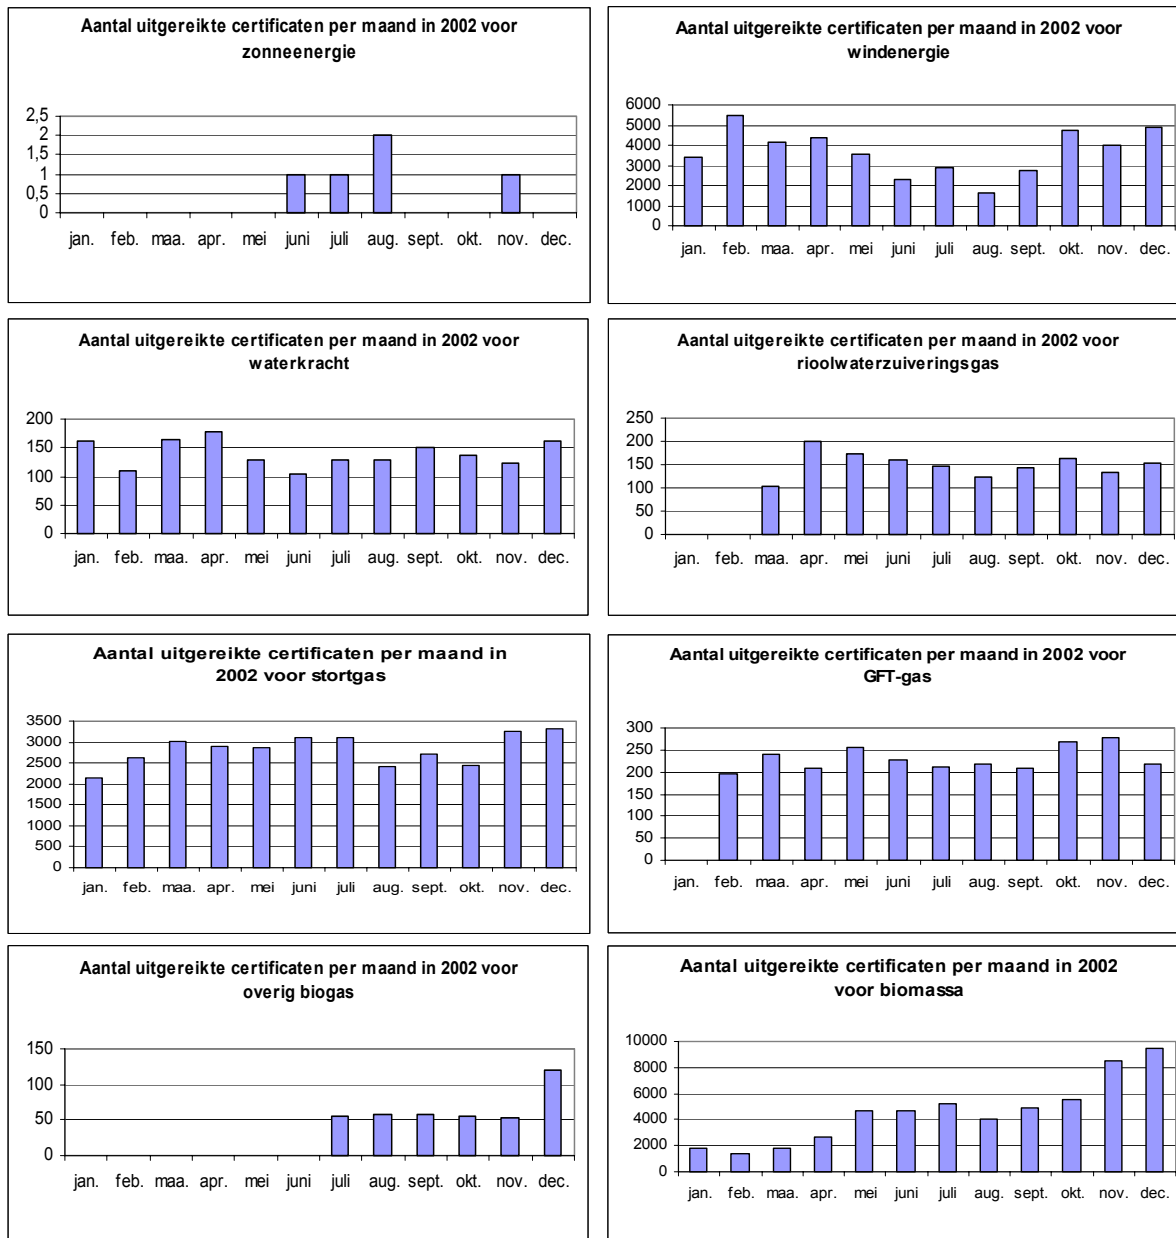 Aantal uitgereikte certificaten per maand in 2002 voor
zonneenergie
2,5
2
1,5
1
0,5
0
jan. feb. maa. apr. mei juni juli aug. sept. okt. nov. dec.
Aantal uitgereikte certificaten per maand in 2002 voor
windenergie
6000
5000
4000
3000
2000
1000
0
jan. feb. maa. apr. mei juni juli aug. sept. okt. nov. dec.
Aantal uitgereikte certificaten per maand in 2002 voor
waterkracht
200
150
100
50
0
jan. feb. maa. apr. mei juni juli aug. sept. okt. nov. dec.
Aantal uitgereikte certificaten per maand in 2002 voor
rioolwaterzuiveringsgas
250
200
150
100
50
0
jan. feb. maa. apr. mei juni juli aug. sept. okt. nov. dec.
Aantal uitgereikte certificaten per maand in
2002 voor stortgas
3500
3000
2500
2000
1500
1000
500
0
jan. feb. maa. apr. mei juni juli aug. sept. okt. nov. dec.
Aantal uitgereikte certificaten per maand in 2002 voor
GFT-gas
300
250
200
150
100
50
0
jan. feb. maa. apr. mei juni juli aug. sept. okt. nov. dec.
Aantal uitgereikte certificaten per maand in 2002 voor
overig biogas
150
100
50
0
jan. feb. maa. apr. mei juni juli aug. sept. okt. nov. dec.
Aantal uitgereikte certificaten per maand in 2002
voor biomassa
10000
8000
6000
4000
2000
0
jan. feb. maa. apr. mei juni juli aug. sept. okt. nov. dec.